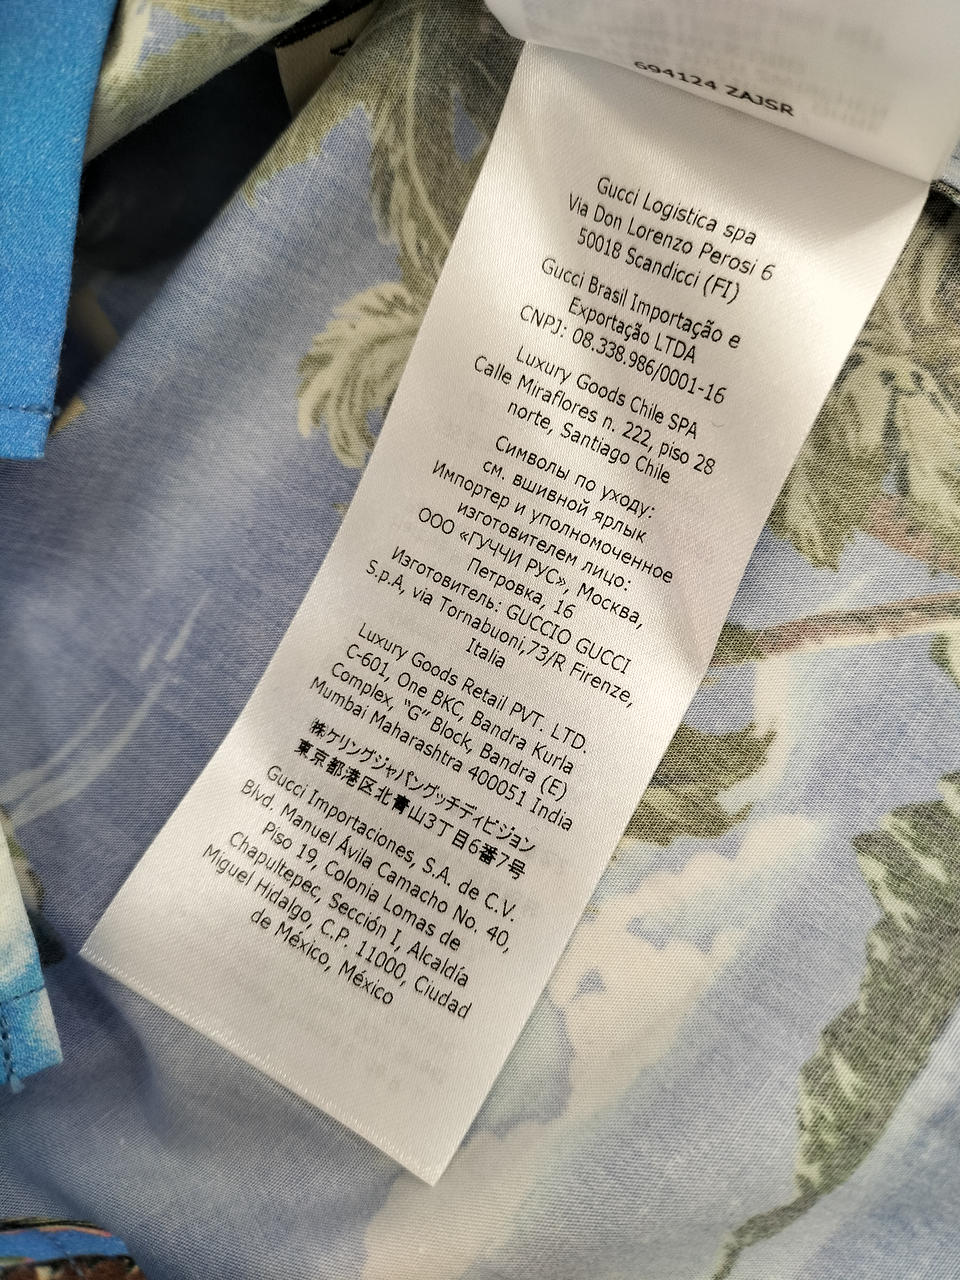 694124 ZAJSR
Gucci Logistica spa
Via Don Lorenzo Perosi 6
50018 Scandicci (FI)
Gucci Brasil Importação e
Exportação LTDA
CNPJ: 08.338.986/0001-16
Luxury Goods Chile SPA
Calle Miraflores n. 222, piso 28
norte, Santiago Chile
Символы по уходу:
см. вшивной ярлык
Импортер и уполномоченное
изготовителем лицо:
ООО «ГУЧЧИ РУС», Москва,
Петровка, 16
Изготовитель: GUCCIO GUCCI
S.p.A, via Tornabuoni,73/R Firenze,
Italia
Luxury Goods Retail PVT. LTD.
C-601, One BKC, Bandra Kurla
Complex, "G" Block, Bandra (E)
Mumbai Maharashtra 400051 India
㈱ケリングジャパングッチディビジョン
東京都港区北青山3丁目6番7号
Gucci Importaciones, S.A. de C.V.
Blvd. Manuel Ávila Camacho No. 40,
Piso 19, Colonia Lomas de
Chapultepec, Sección I, Alcaldía
Miguel Hidalgo, C.P. 11000, Ciudad
de México, México